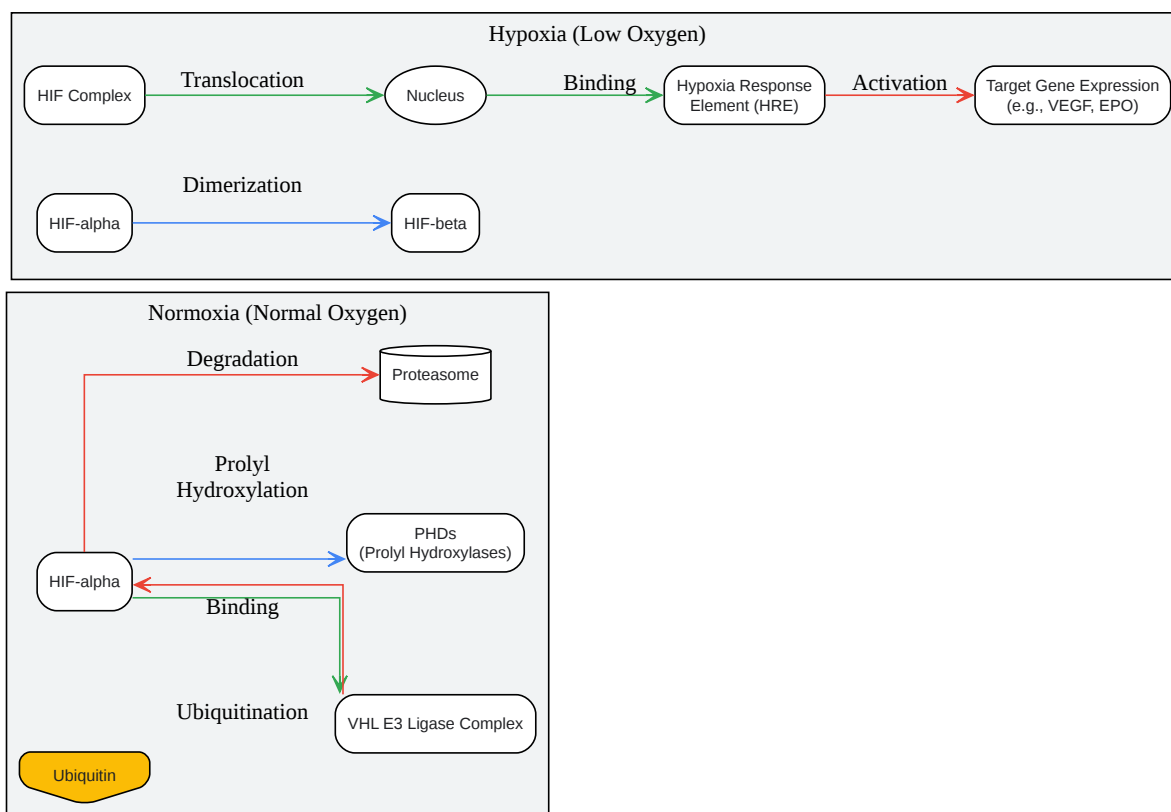 Hypoxia (Low Oxygen)
Translocation
Binding
Activation
HIF Complex
Nucleus
Hypoxia Response
Element (HRE)
Target Gene Expression
(e.g., VEGF, EPO)
Dimerization
HIF-alpha
HIF-beta
Normoxia (Normal Oxygen)
Degradation
Proteasome
Prolyl
Hydroxylation
PHDs
(Prolyl Hydroxylases)
HIF-alpha
Binding
Ubiquitination
VHL E3 Ligase Complex
Ubiquitin